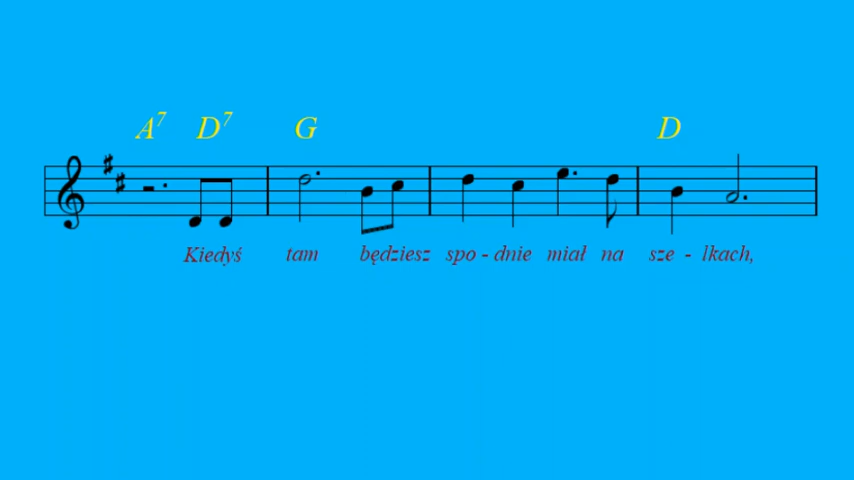 A7 D7 G D
Kiedyś tam będziesz spo - dnie miał na sze - lkach,